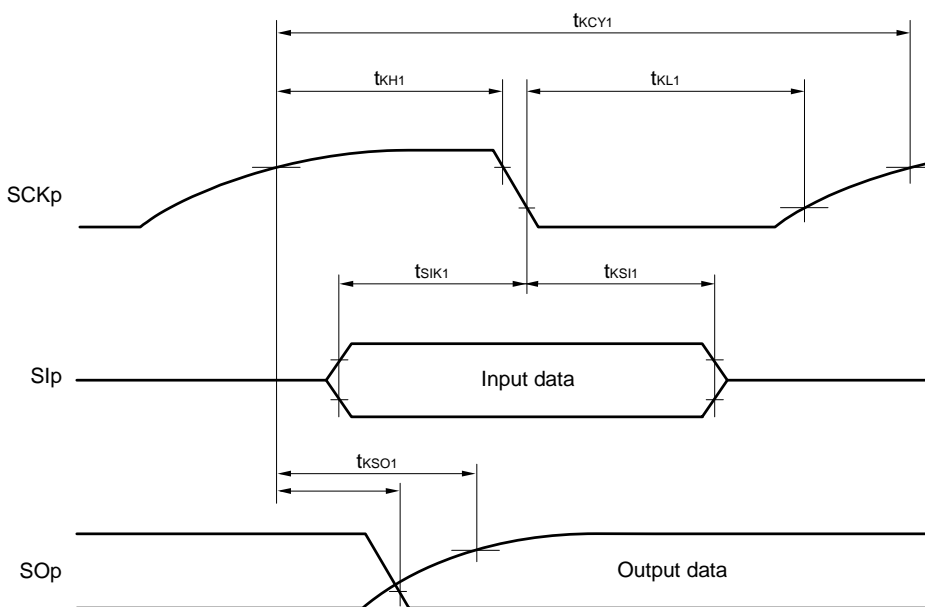 tKCY1
tKH1
tKL1
SCKp
tSIK1
tKSI1
SIp
Input data
tKSO1
SOp
Output data